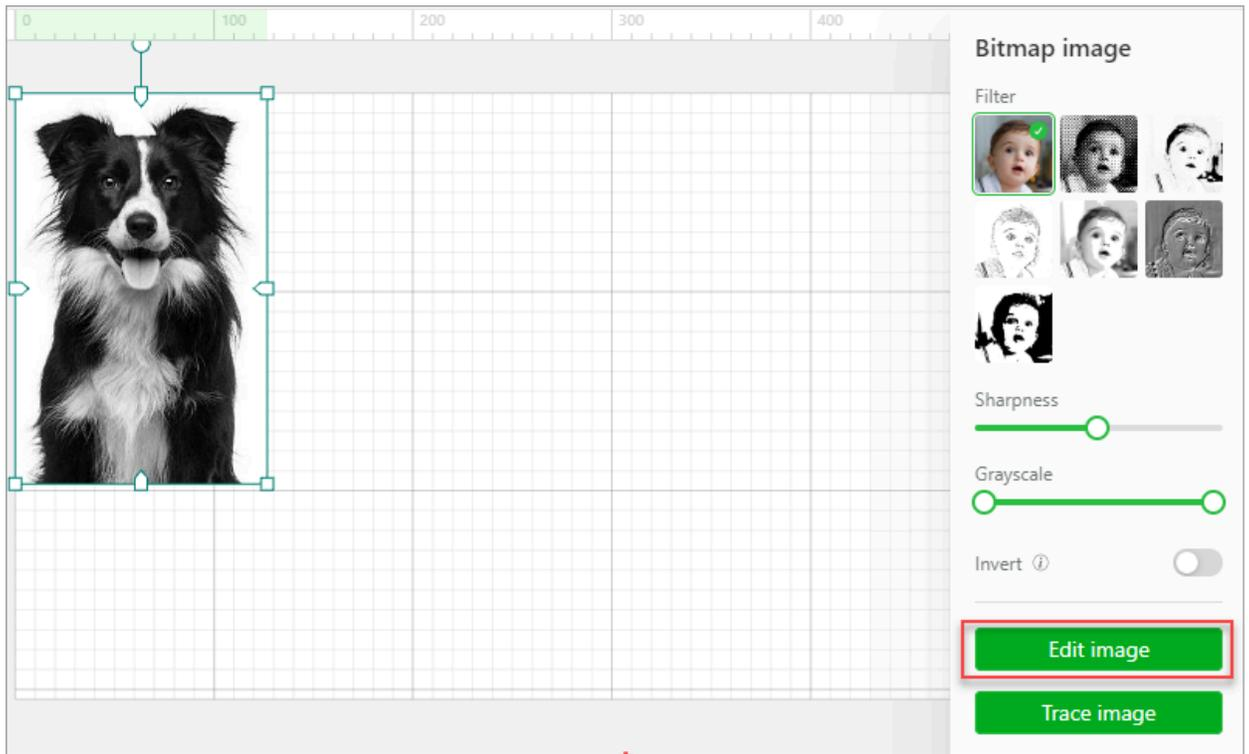 0 100 200 300 400
Bitmap image
Filter
Sharpness
Grayscale
Invert
Edit image
Trace image